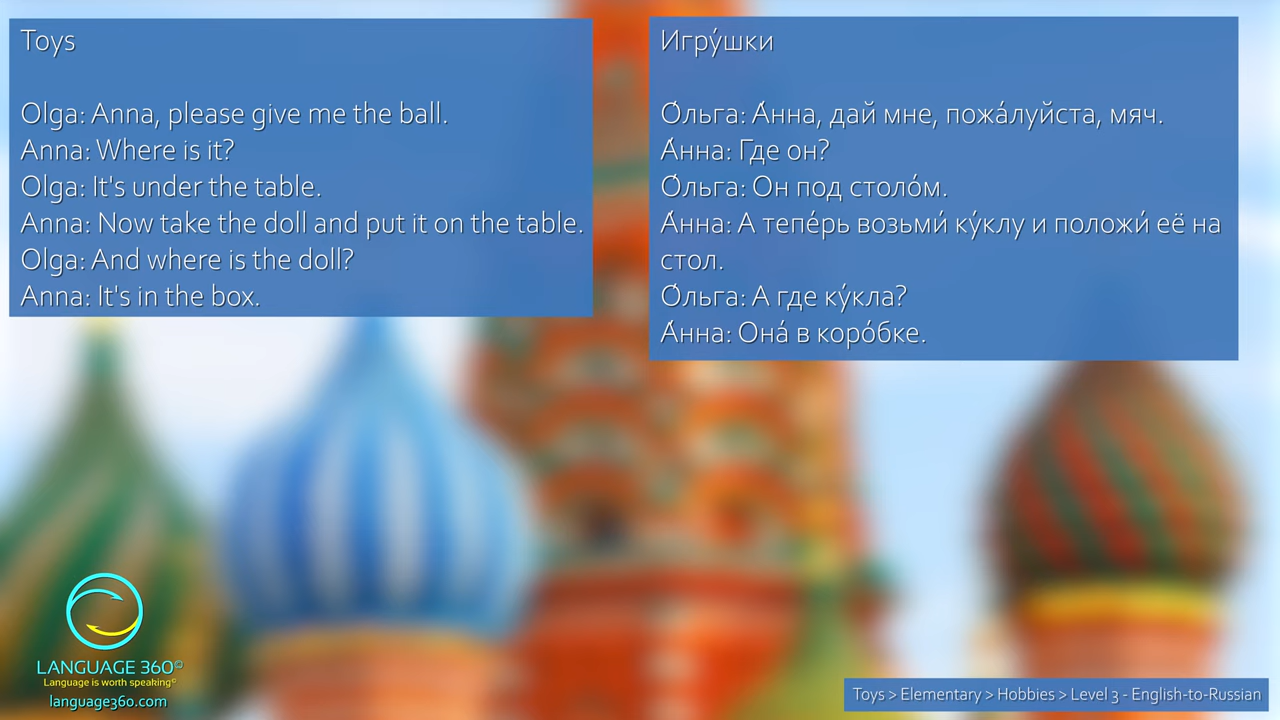 Toys
Olga: Anna, please give me the ball.
Anna: Where is it?
Olga: It's under the table.
Anna: Now take the doll and put it on the table.
Olga: And where is the doll?
Anna: It's in the box.
Игру́шки
О́льга: А́нна, дай мне, пожа́луйста, мяч.
А́нна: Где он?
О́льга: Он под столо́м.
А́нна: А тепе́рь возьми́ ку́клу и положи́ её на
стол.
О́льга: А где ку́кла?
А́нна: Она́ в коро́бке.
LANGUAGE 360©
Language is worth speaking©
language360.com
Toys > Elementary > Hobbies > Level 3 - English-to-Russian